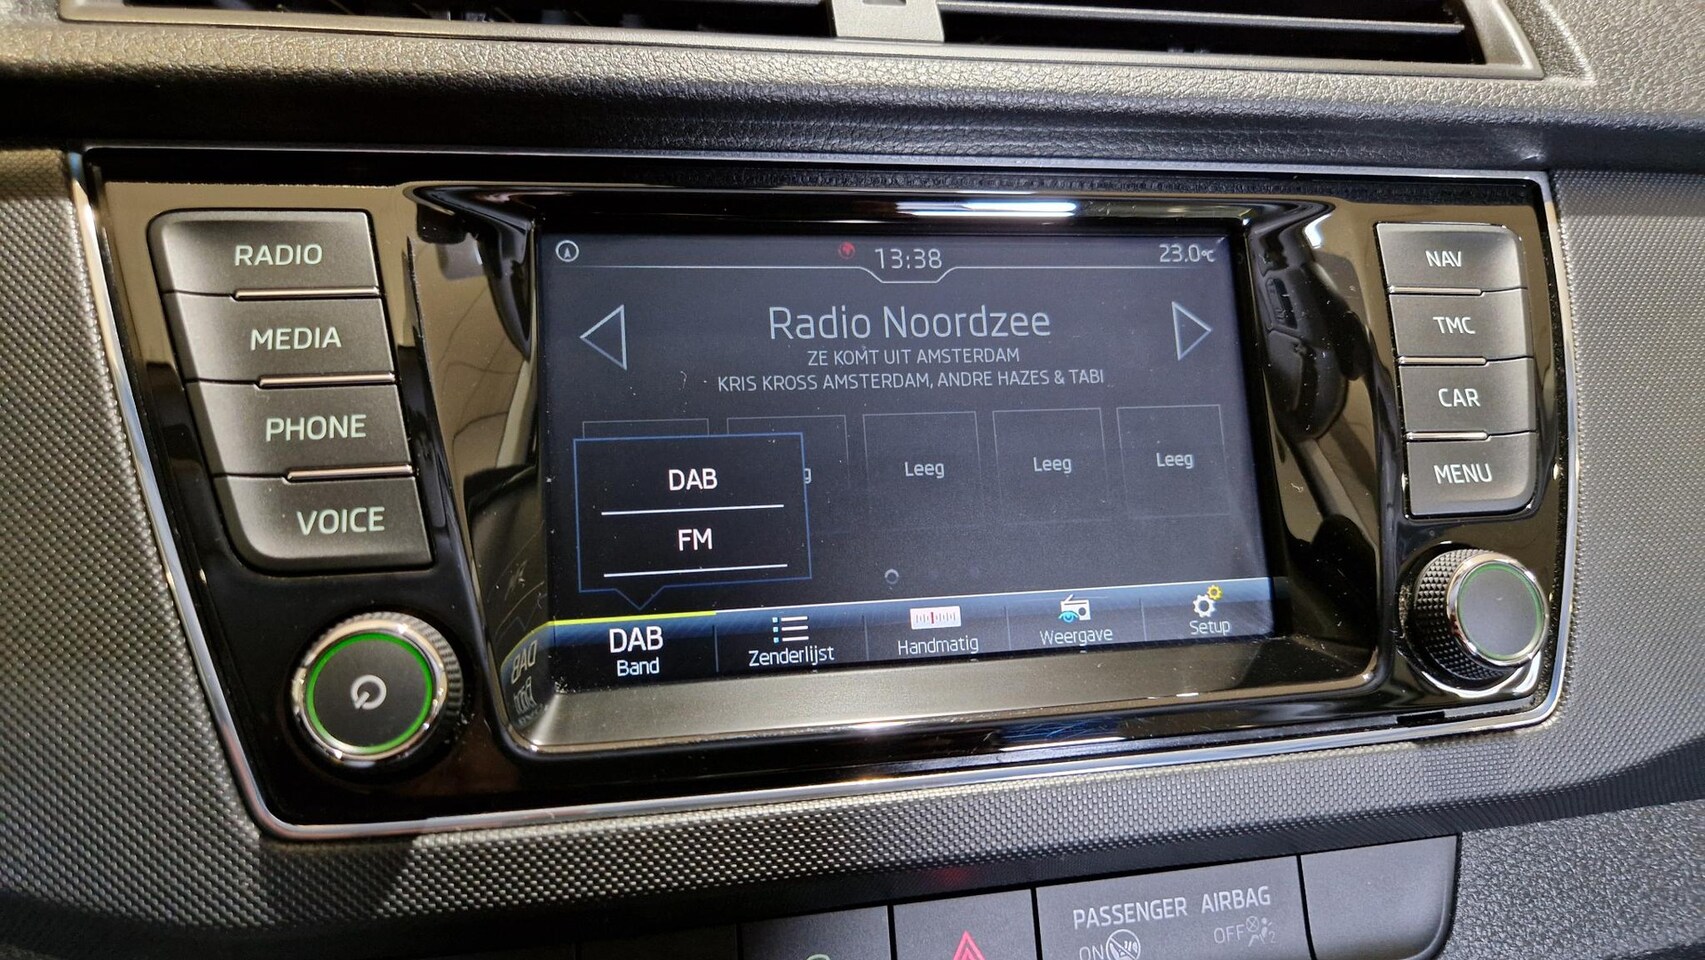 RADIO
MEDIA
PHONE
VOICE
13:38
23.0°C
Radio Noordzee
ZE KOMT UIT AMSTERDAM
KRIS KROSS AMSTERDAM, ANDRE HAZES & TABI
Leeg
Leeg
Leeg
DAB
FM
DAB
Band
Zenderlijst
Handmatig
Weergave
Setup
NAV
TMC
CAR
MENU
PASSENGER AIRBAG
ON
OFF
2